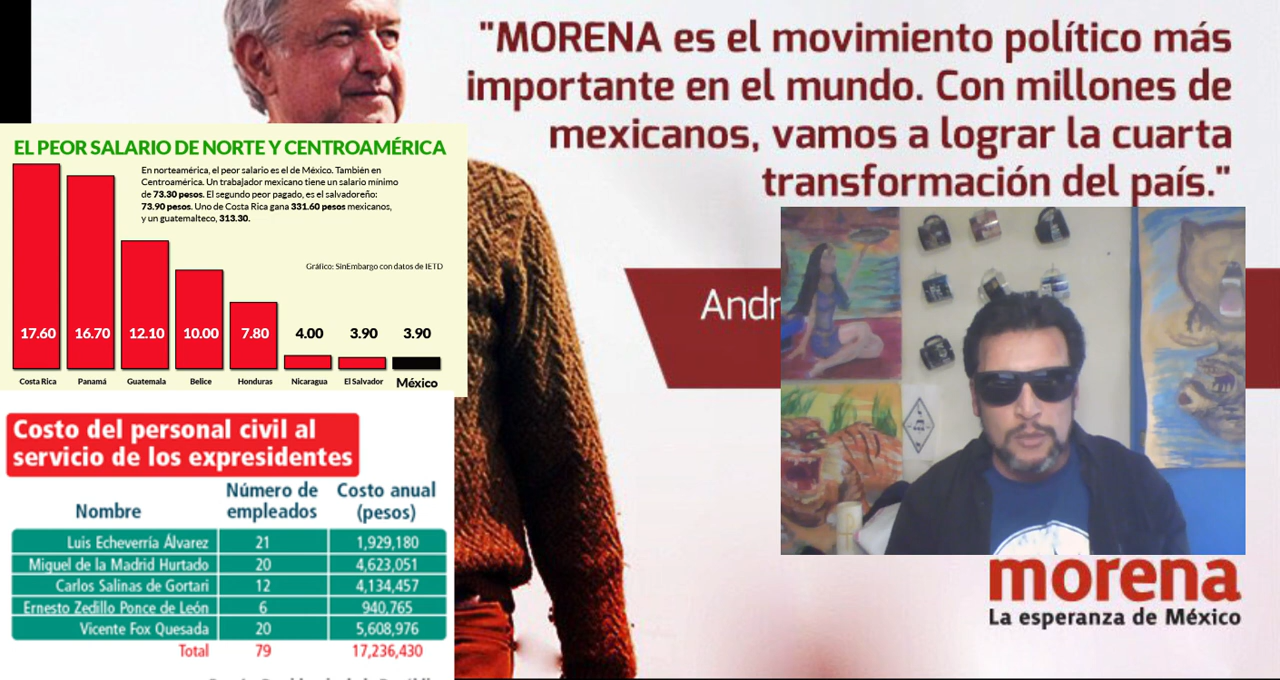 "MORENA es el movimiento político más
importante en el mundo. Con millones de
mexicanos, vamos a lograr la cuarta
transformación del país."
Andr
EL PEOR SALARIO DE NORTE Y CENTROAMÉRICA
En norteamérica, el peor salario es el de México. También en
Centroamérica. Un trabajador mexicano tiene un salario mínimo
de 73.30 pesos. El segundo peor pagado, es el salvadoreño:
73.90 pesos. Uno de Costa Rica gana 331.60 pesos mexicanos,
y un guatemalteco, 313.30.
Gráfico: SinEmbargo con datos de IETD
17.60 16.70 12.10 10.00 7.80 4.00 3.90 3.90
Costa Rica Panamá Guatemala Belice Honduras Nicaragua El Salvador México
Costo del personal civil al
servicio de los expresidentes
Nombre Número de empleados Costo anual (pesos)
Luis Echeverría Álvarez 21 1,929,180
Miguel de la Madrid Hurtado 20 4,623,051
Carlos Salinas de Gortari 12 4,134,457
Ernesto Zedillo Ponce de León 6 940,765
Vicente Fox Quesada 20 5,608,976
Total 79 17,236,430
morena
La esperanza de México